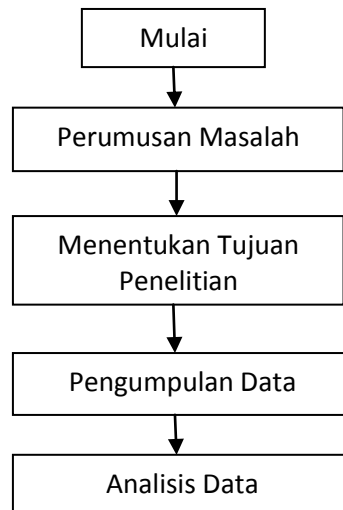 Mulai
Perumusan Masalah
Menentukan Tujuan
Penelitian
Pengumpulan Data
Analisis Data